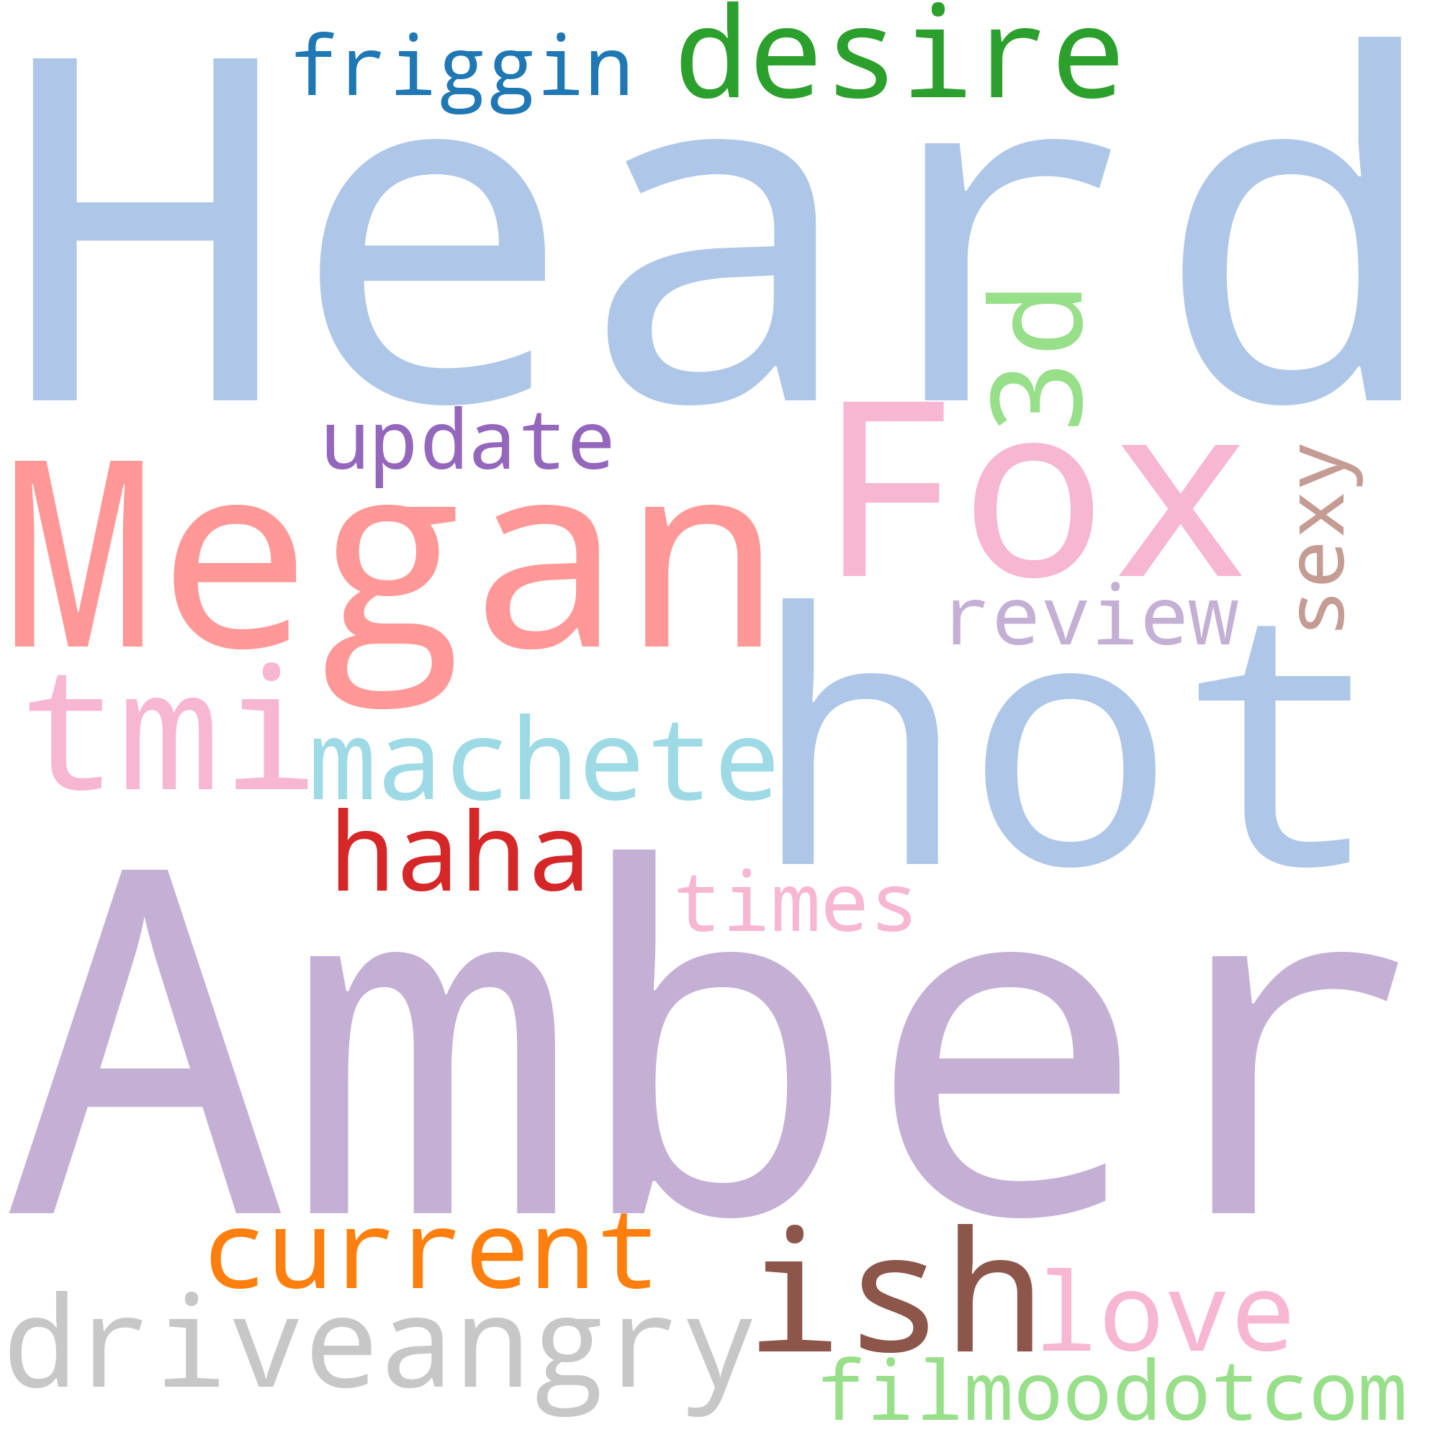 friggin desire
Heard
3d
update
Fox
sexy
Megan
review
hot
tmi
machete
haha
times
Amber
current
ish
love
driveangry
filmoodotcom